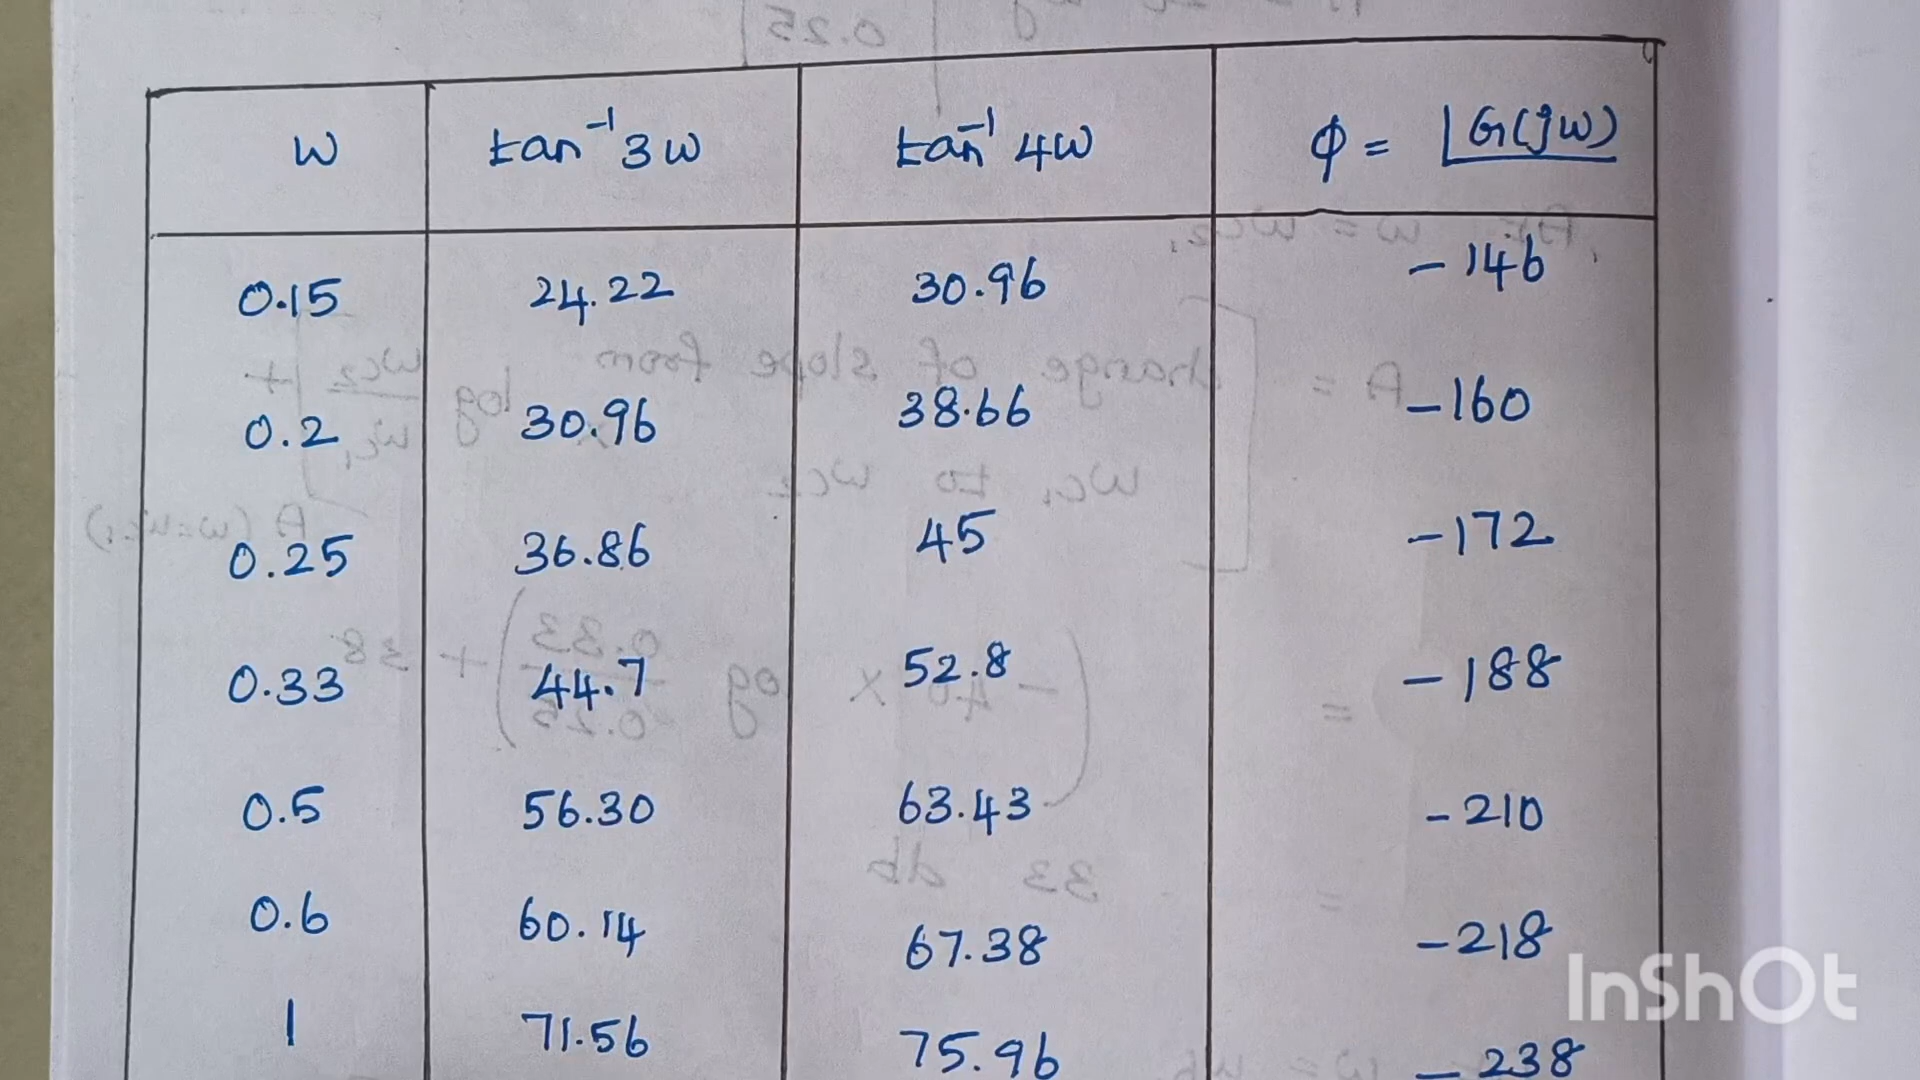 ω tan⁻¹ 3ω tan⁻¹ 4ω ϕ = ∠G(jω)
0.15 24.22 30.96 -146
0.2 30.96 38.66 -160
0.25 36.86 45 -172
0.33 44.7 52.8 -188
0.5 56.30 63.43 -210
0.6 60.14 67.38 -218
1 71.56 75.96 -238
InShOt